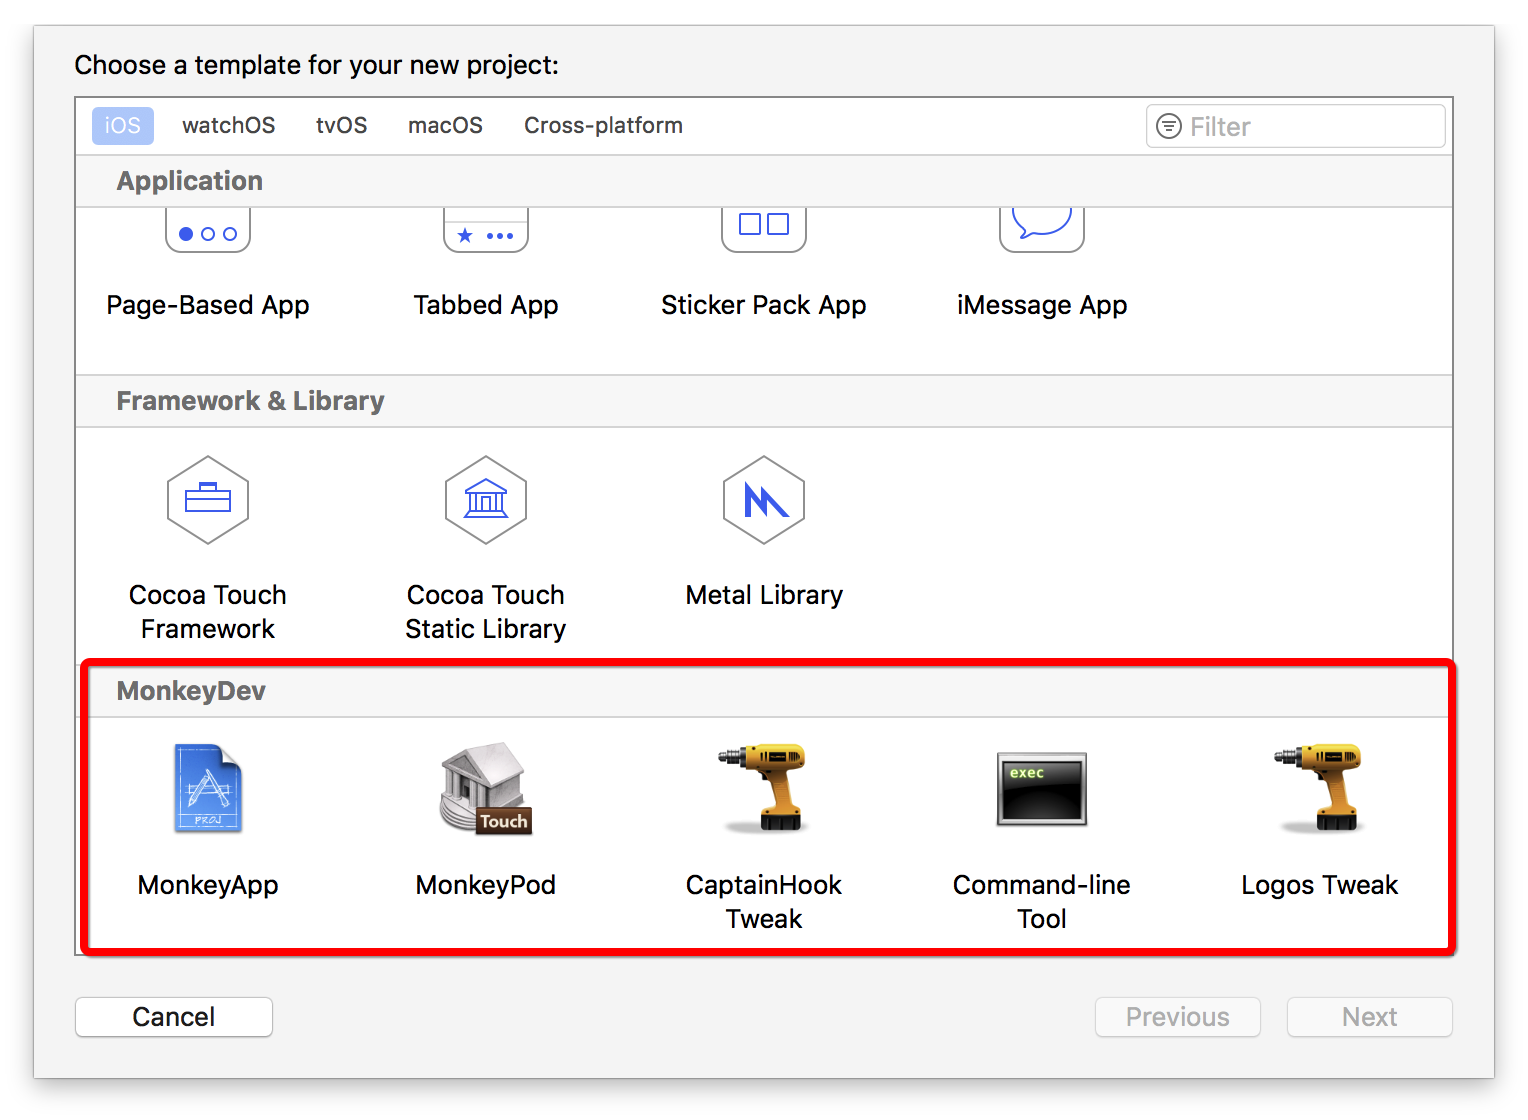 Choose a template for your new project:
iOS watchOS tvOS macOS Cross-platform Filter
Application
Page-Based App Tabbed App Sticker Pack App iMessage App
Framework & Library
Cocoa Touch Framework
Cocoa Touch Static Library
Metal Library
MonkeyDev
PROJ
Touch
exec
MonkeyApp
MonkeyPod
CaptainHook Tweak
Command-line Tool
Logos Tweak
Cancel Previous Next